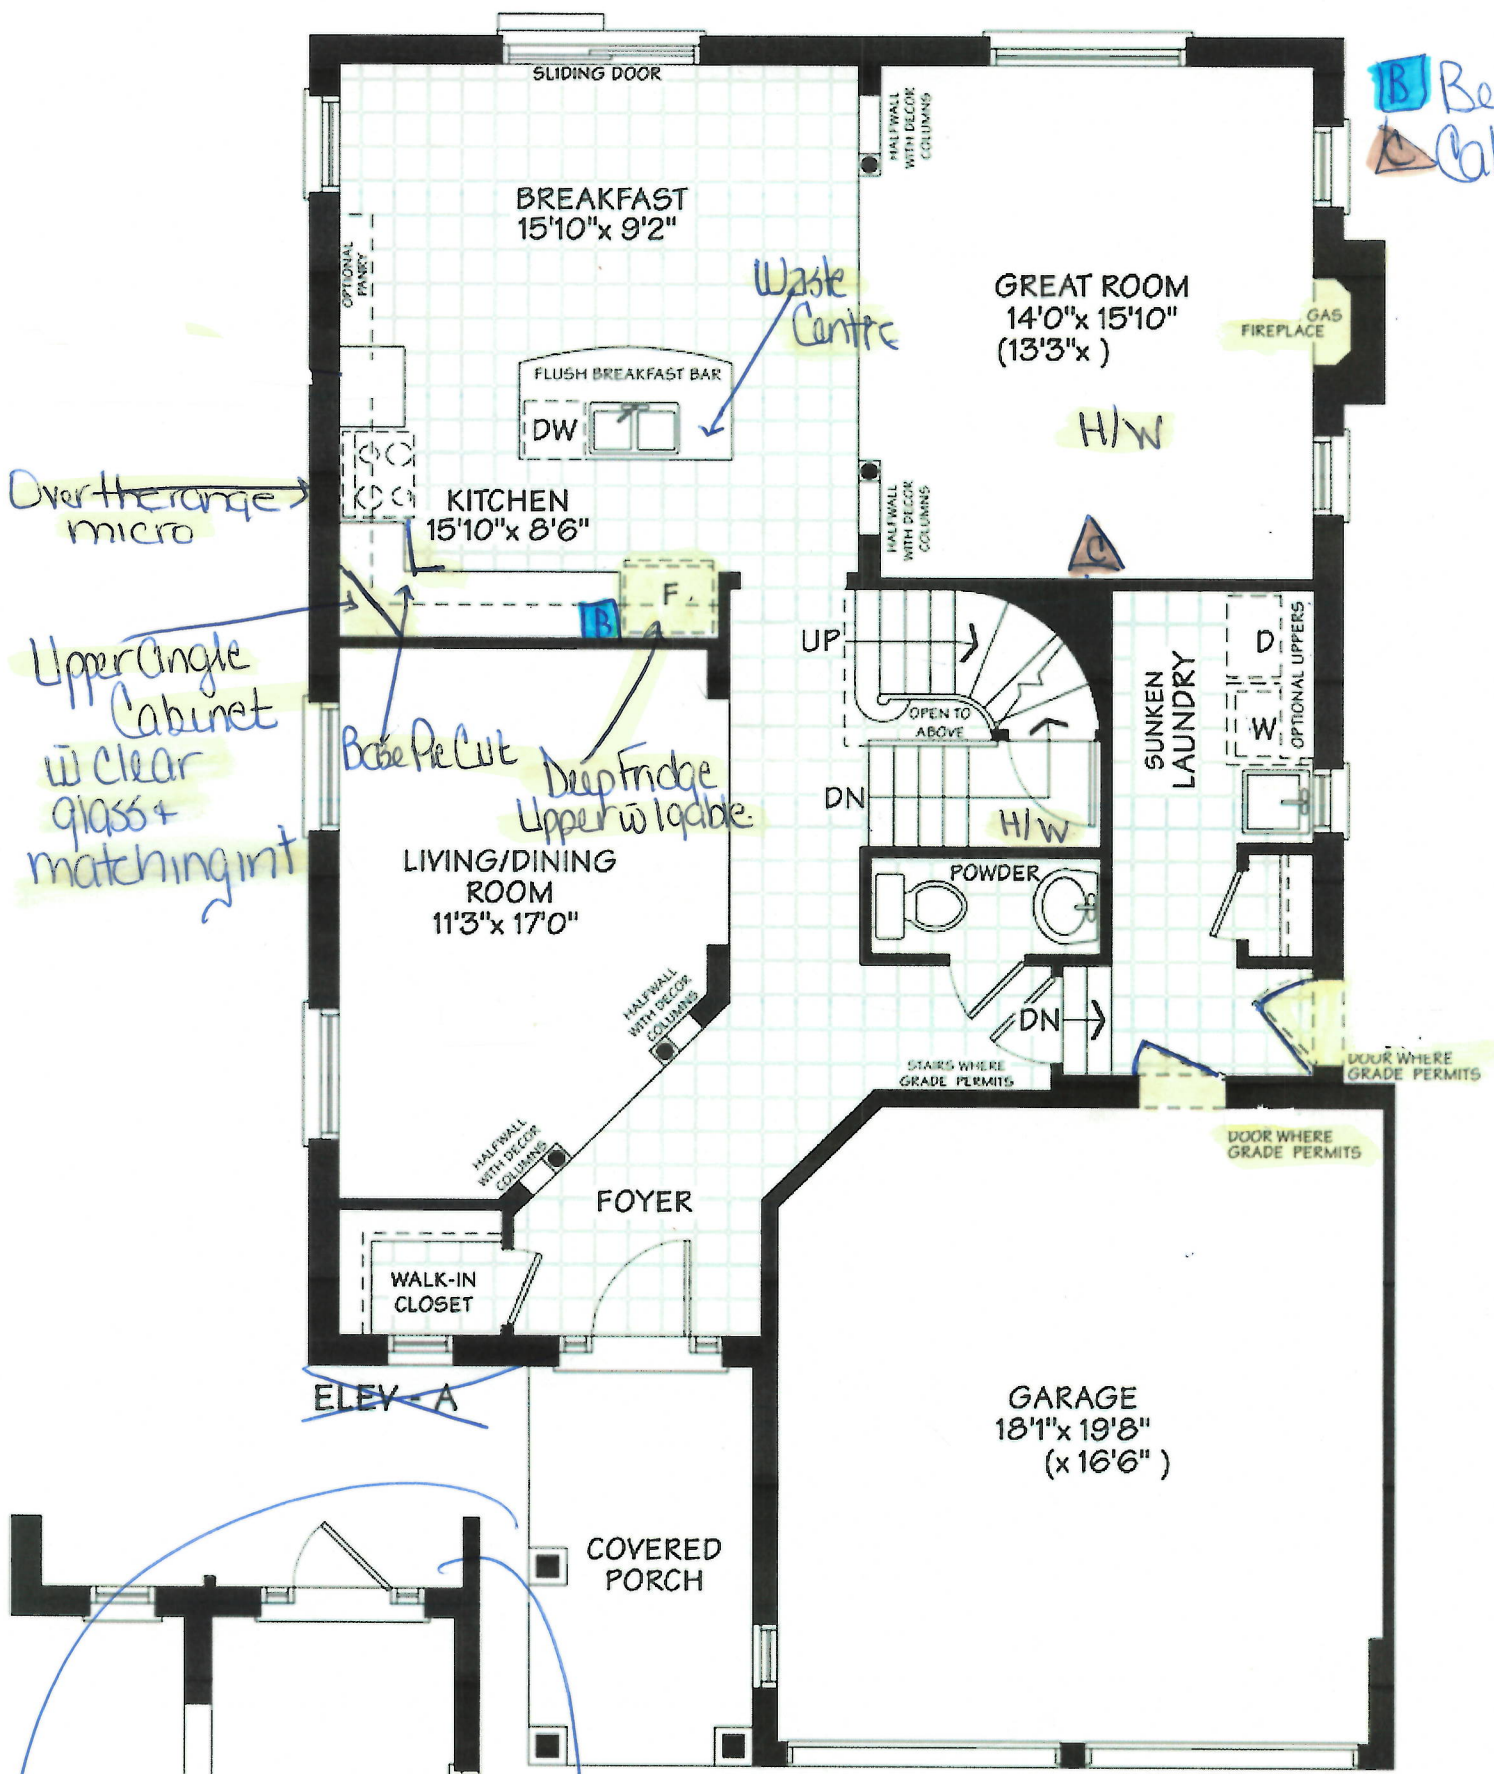 SLIDING DOOR
HALFWALL
WITH DECOR
COLUMNS
B
C
BREAKFAST
15'10"x 9'2"
OPTIONAL
PANRY
Waste
Centre
GREAT ROOM
14'0"x 15'10"
(13'3"x )
GAS
FIREPLACE
FLUSH BREAKFAST BAR
DW
H/W
Over the range
micro
KITCHEN
15'10"x 8'6"
HALFWALL
WITH DECOR
COLUMNS
C
F
B
Upper Angle
Cabinet
w Clear
glass +
matching int
Base Pie Cut
Deep Fridge
Upper w 1gable
UP
OPEN TO
ABOVE
DN
H/W
D
W
OPTIONAL UPPERS
SUNKEN
LAUNDRY
LIVING/DINING
ROOM
11'3"x 17'0"
POWDER
HALFWALL
WITH DECOR
COLUMNS
DN
STAIRS WHERE
GRADE PERMITS
DOOR WHERE
GRADE PERMITS
DOOR WHERE
GRADE PERMITS
HALFWALL
WITH DECOR
COLUMNS
FOYER
WALK-IN
CLOSET
ELEV - A
GARAGE
18'1"x 19'8"
(x 16'6" )
COVERED
PORCH